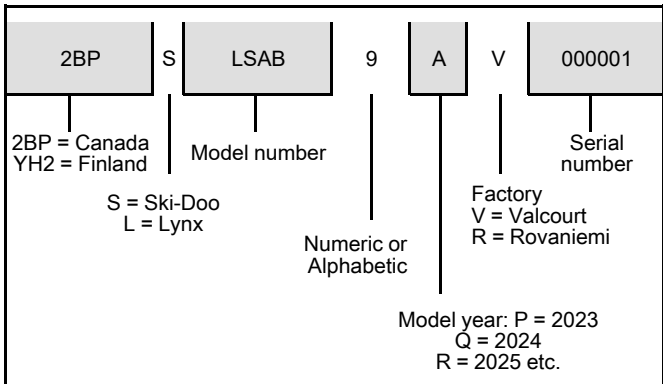 2BP S LSAB 9 A V 000001
2BP = Canada
YH2 = Finland
Model number
Serial
number
S = Ski-Doo
L = Lynx
Factory
V = Valcourt
R = Rovaniemi
Numeric or
Alphabetic
Model year: P = 2023
Q = 2024
R = 2025 etc.